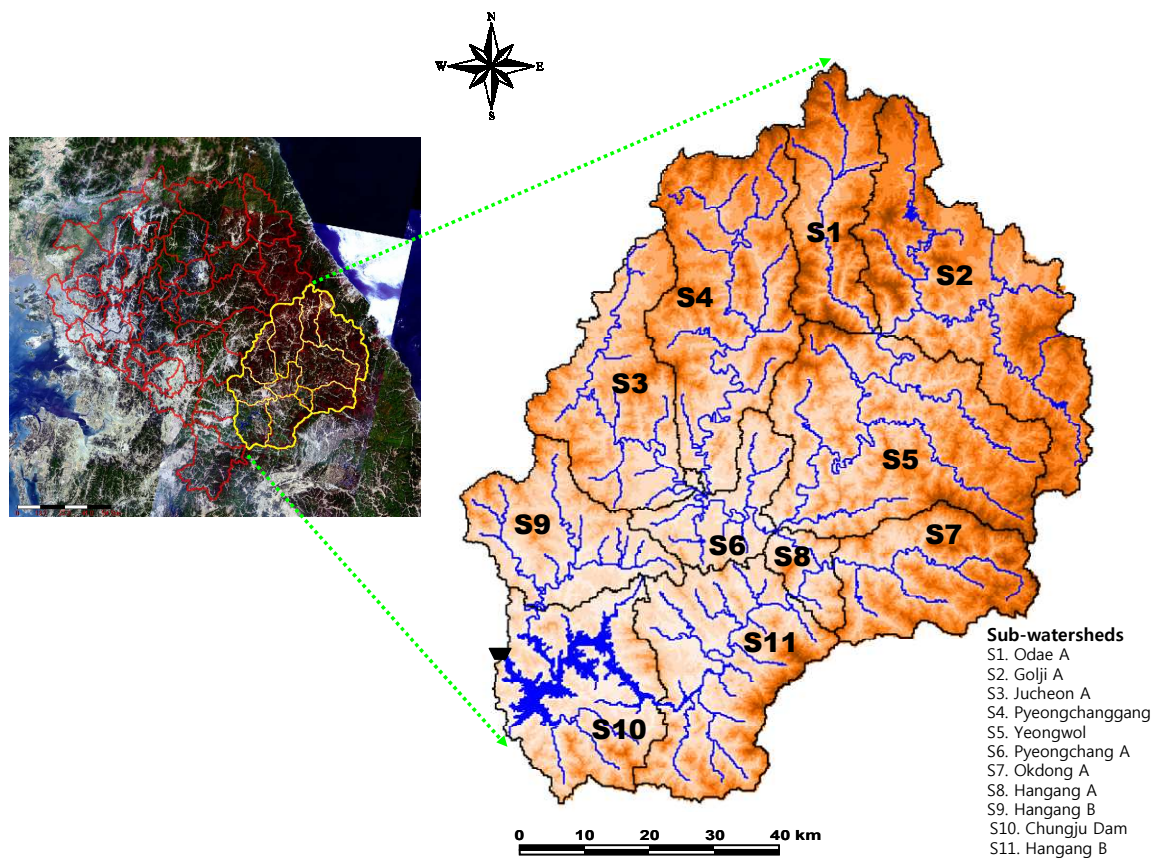 N
W E
S
S1
S2
S4
S3
S5
S9
S6
S7
S8
S11
S10
Sub-watersheds
S1. Odae A
S2. Golji A
S3. Jucheon A
S4. Pyeongchanggang
S5. Yeongwol
S6. Pyeongchang A
S7. Okdong A
S8. Hangang A
S9. Hangang B
S10. Chungju Dam
S11. Hangang B
0 10 20 30 40 km